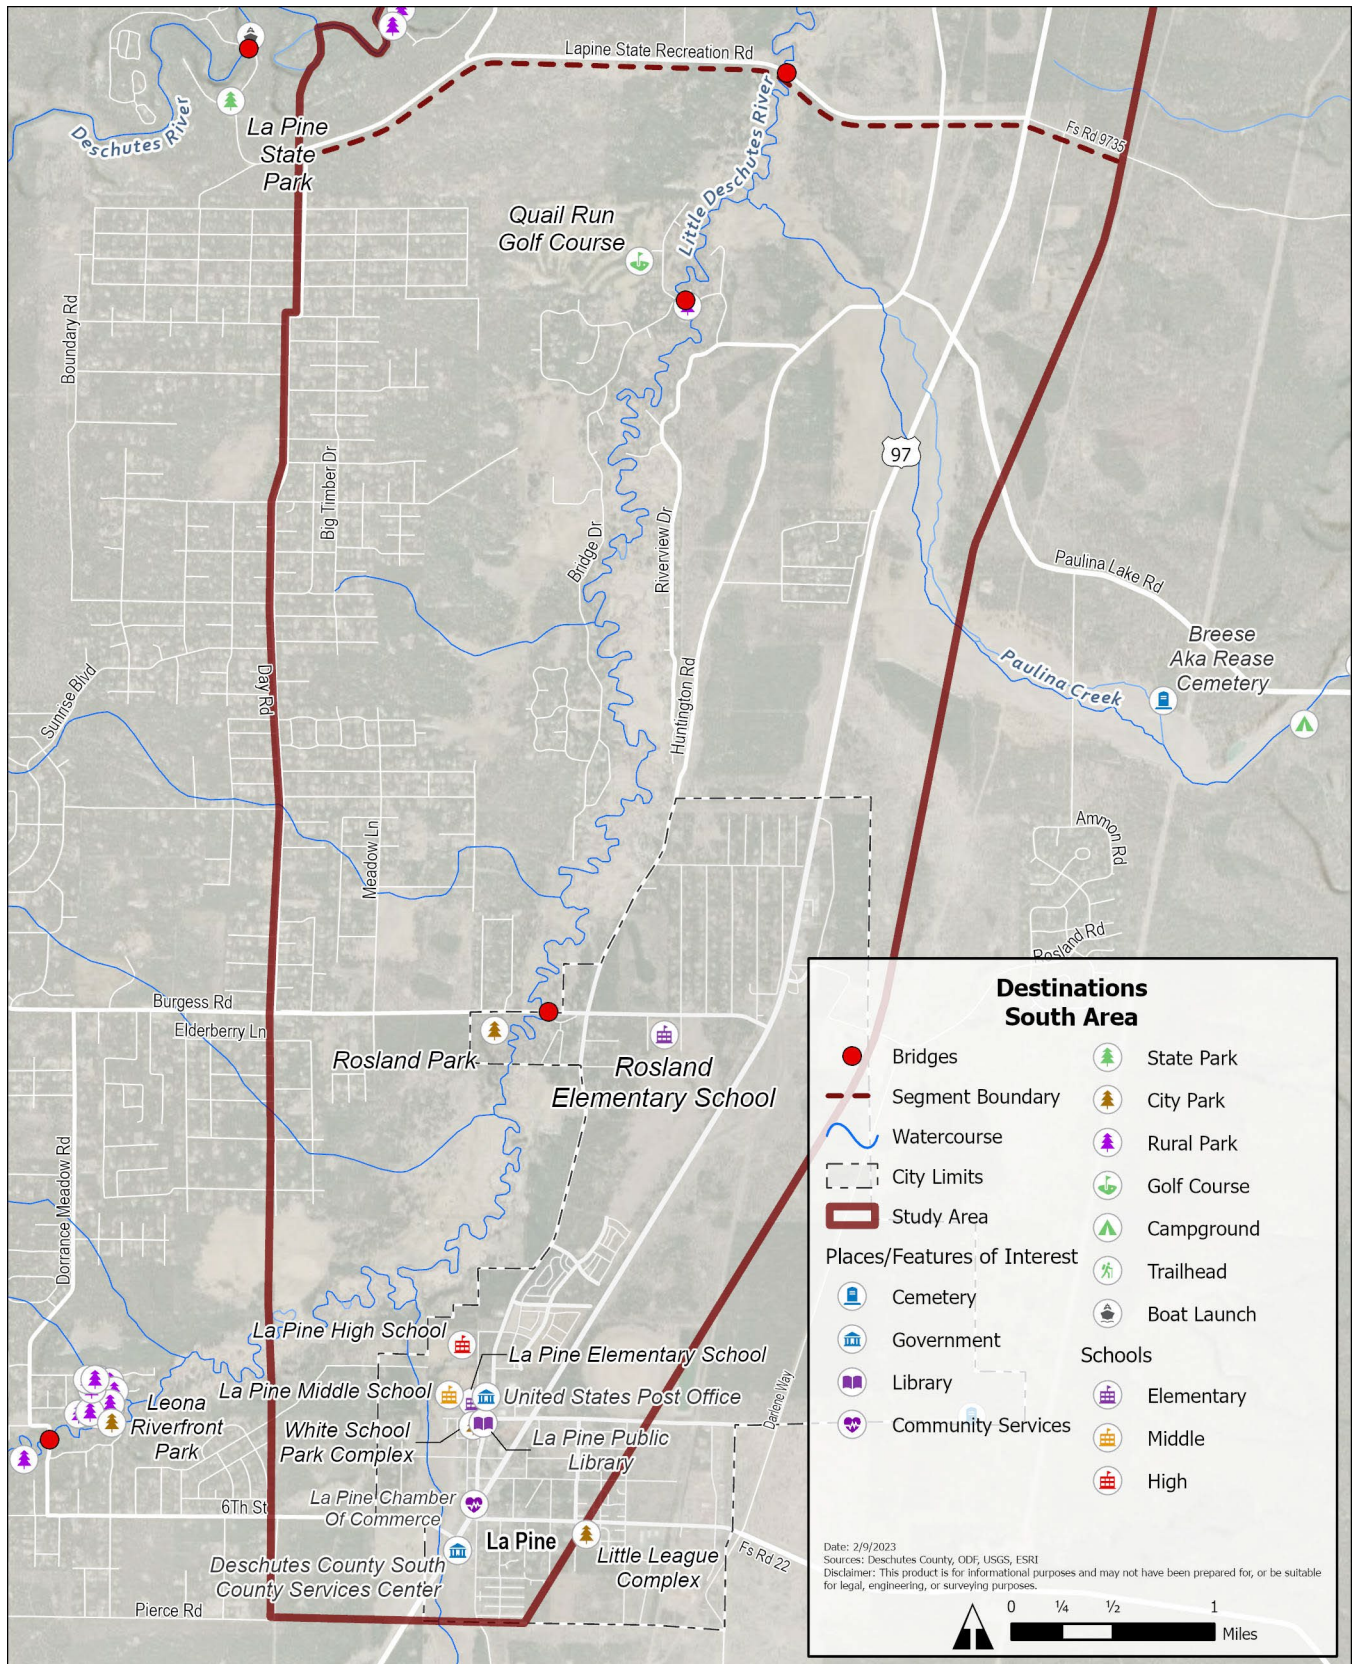 Lapine State Recreation Rd
Deschutes River
La Pine
State
Park
Little Deschutes River
Fs Rd 9735
Quail Run
Golf Course
Boundary Rd
Big Timber Dr
97
Bridge Dr
Riverview Dr
Paulina Lake Rd
Breese
Aka Rease
Cemetery
Paulina Creek
Sunrise Blvd
Day Rd
Huntington Rd
Meadow Ln
Ammon Rd
Rosland Rd
Burgess Rd
Elderberry Ln
Rosland Park
Rosland
Elementary School
Dorrance Meadow Rd
La Pine High School
La Pine Elementary School
La Pine Middle School
United States Post Office
Leona
Riverfront
Park
White School
Park Complex
La Pine Public
Library
Darlene Way
6Th St
La Pine Chamber
Of Commerce
La Pine
Little League
Complex
Fs Rd 22
Deschutes County South
County Services Center
Pierce Rd
Destinations
South Area
Bridges
Segment Boundary
Watercourse
City Limits
Study Area
Places/Features of Interest
Cemetery
Government
Library
Community Services
State Park
City Park
Rural Park
Golf Course
Campground
Trailhead
Boat Launch
Schools
Elementary
Middle
High
Date: 2/9/2023
Sources: Deschutes County, ODF, USGS, ESRI
Disclaimer: This product is for informational purposes and may not have been prepared for, or be suitable
for legal, engineering, or surveying purposes.
0 ¼ ½ 1
Miles